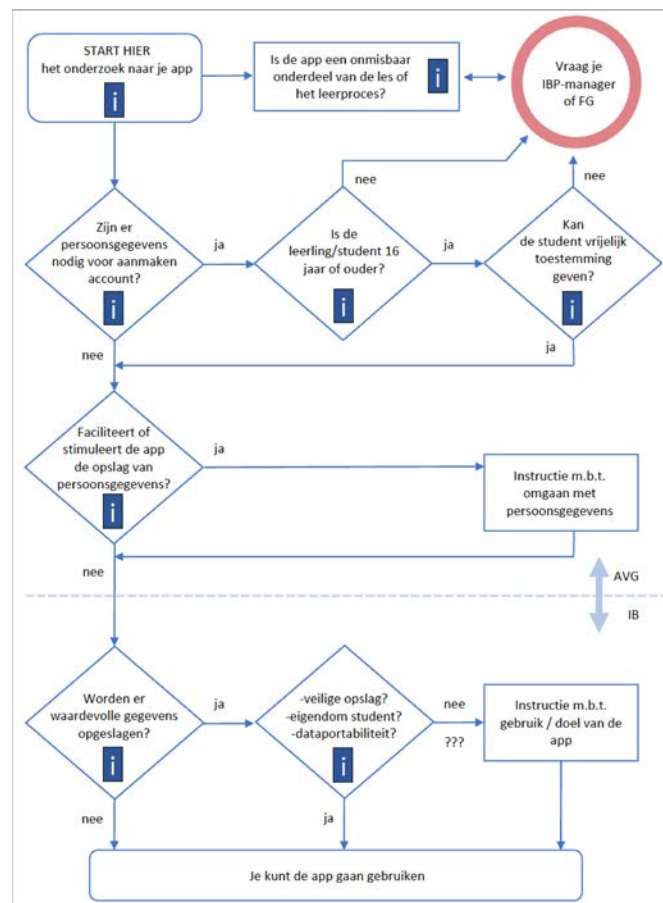 START HIER
het onderzoek naar je app
i
Is de app een onmisbaar
onderdeel van de les of
het leerproces?
i
Vraag je
IBP-manager
of FG
nee
nee
Zijn er
persoonsgegevens
nodig voor aanmaken
account?
i
ja
Is de
leerling/student 16
jaar of ouder?
i
ja
Kan
de student vrijelijk
toestemming
geven?
i
nee
ja
Faciliteert of
stimuleert de app
de opslag van
persoonsgegevens?
i
ja
Instructie m.b.t.
omgaan met
persoonsgegevens
nee
AVG
IB
Worden er
waardevolle gegevens
opgeslagen?
i
ja
-veilige opslag?
-eigendom student?
-dataportabiliteit?
i
nee
???
Instructie m.b.t.
gebruik / doel van de
app
nee
ja
Je kunt de app gaan gebruiken